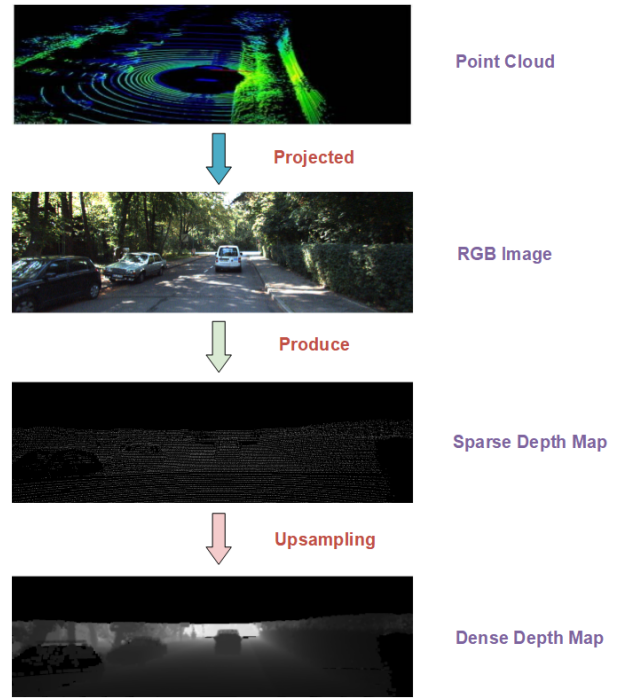 Point Cloud
Projected
RGB Image
Produce
Sparse Depth Map
Upsampling
Dense Depth Map